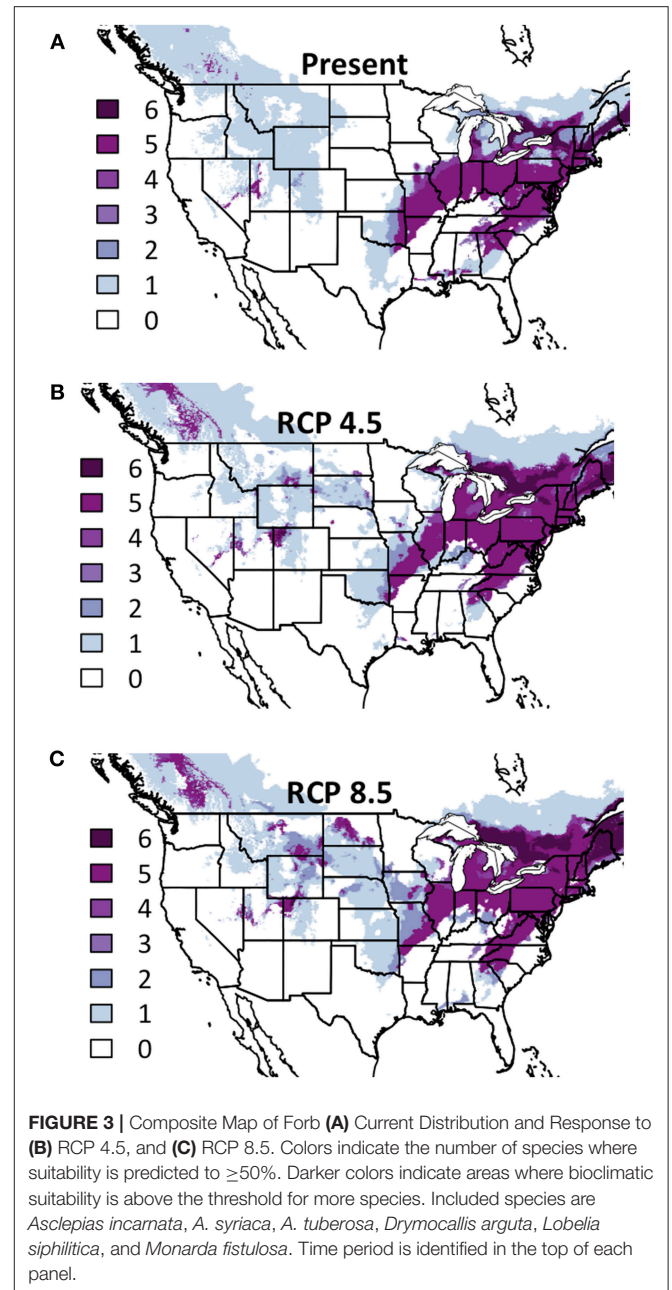 A
Present
6
5
4
3
2
1
0
B
RCP 4.5
6
5
4
3
2
1
0
C
RCP 8.5
6
5
4
3
2
1
0
FIGURE 3 | Composite Map of Forb (A) Current Distribution and Response to
(B) RCP 4.5, and (C) RCP 8.5. Colors indicate the number of species where
suitability is predicted to ≥50%. Darker colors indicate areas where bioclimatic
suitability is above the threshold for more species. Included species are
Asclepias incarnata, A. syriaca, A. tuberosa, Drymocallis arguta, Lobelia
siphilitica, and Monarda fistulosa. Time period is identified in the top of each
panel.